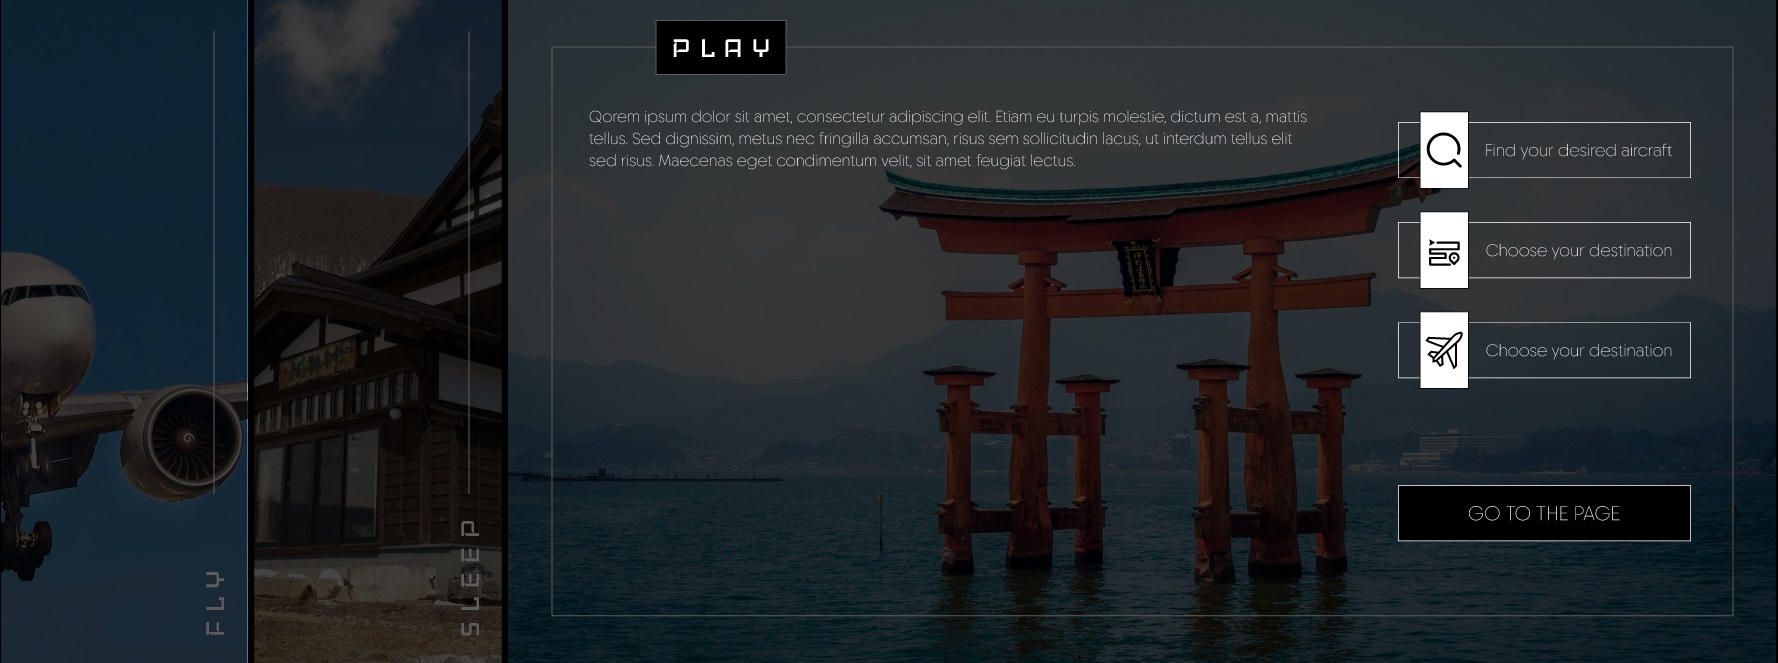 PLAY
Qorem ipsum dolor sit amet, consectetur adipiscing elit. Etiam eu turpis molestie, dictum est a, mattis
tellus. Sed dignissim, metus nec fringilla accumsan, risus sem sollicitudin lacus, ut interdum tellus elit
sed risus. Maecenas eget condimentum velit, sit amet feugiat lectus.
Find your desired aircraft
Choose your destination
Choose your destination
GO TO THE PAGE
FLY
SLEEP